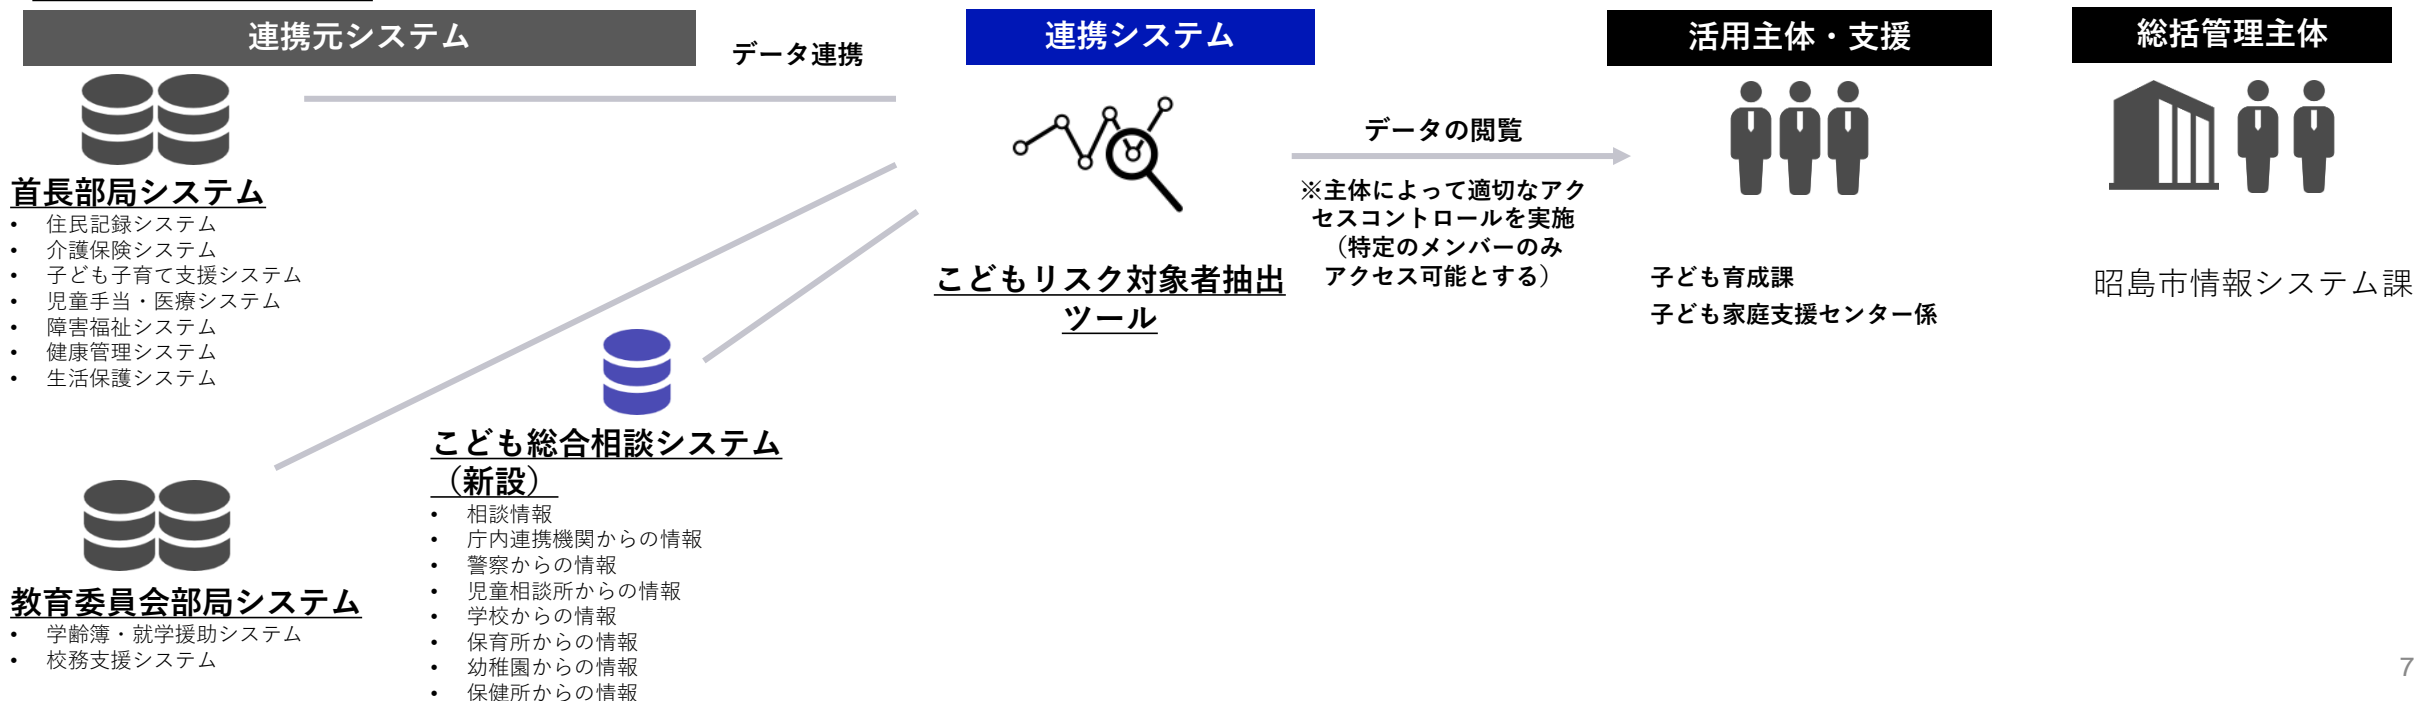 連携元システム
データ連携
連携システム
活用主体・支援
総括管理主体
首長部局システム
• 住民記録システム
• 介護保険システム
• 子ども子育て支援システム
• 児童手当・医療システム
• 障害福祉システム
• 健康管理システム
• 生活保護システム
教育委員会部局システム
• 学齢簿・就学援助システム
• 校務支援システム
こども総合相談システム
（新設）
• 相談情報
• 庁内連携機関からの情報
• 警察からの情報
• 児童相談所からの情報
• 学校からの情報
• 保育所からの情報
• 幼稚園からの情報
• 保健所からの情報
こどもリスク対象者抽出
ツール
データの閲覧
※主体によって適切なアク
セスコントロールを実施
（特定のメンバーのみ
アクセス可能とする）
子ども育成課
子ども家庭支援センター係
昭島市情報システム課
7